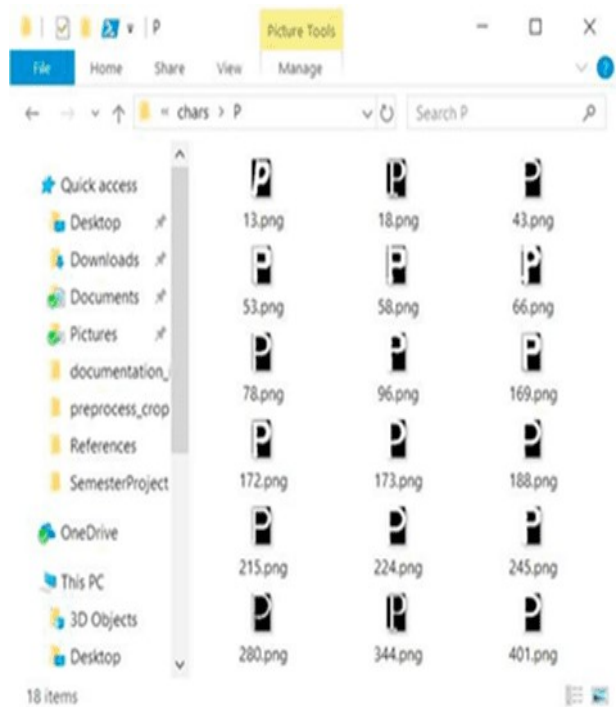 P
Picture Tools
File Home Share View Manage
« chars > P
Search P
Quick access
Desktop
Downloads
Documents
Pictures
documentation_
preprocess_crop
References
SemesterProject
OneDrive
This PC
3D Objects
Desktop
P P P
13.png 18.png 43.png
P P P
53.png 58.png 66.png
P P P
78.png 96.png 169.png
P P P
172.png 173.png 188.png
P P P
215.png 224.png 245.png
P P P
280.png 344.png 401.png
18 items